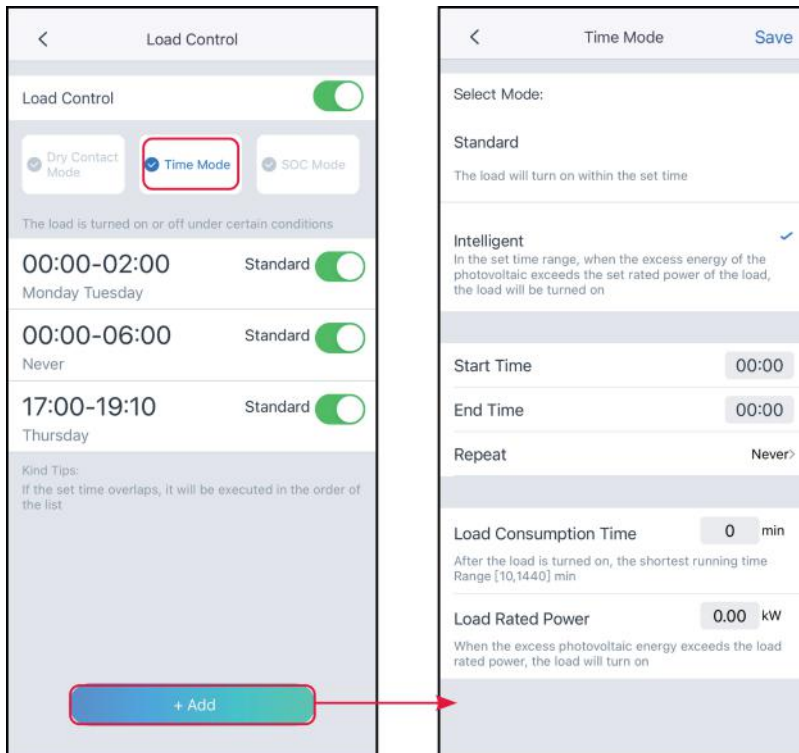 Load Control
Load Control
Dry Contact
Mode
Time Mode
SOC Mode
The load is turned on or off under certain conditions
00:00-02:00 Standard
Monday Tuesday
00:00-06:00 Standard
Never
17:00-19:10 Standard
Thursday
Kind Tips:
If the set time overlaps, it will be executed in the order of
the list
+ Add
Time Mode Save
Select Mode:
Standard
The load will turn on within the set time
Intelligent
In the set time range, when the excess energy of the
photovoltaic exceeds the set rated power of the load,
the load will be turned on
Start Time 00:00
End Time 00:00
Repeat Never>
Load Consumption Time 0 min
After the load is turned on, the shortest running time
Range [10,1440] min
Load Rated Power 0.00 kW
When the excess photovoltaic energy exceeds the load
rated power, the load will turn on